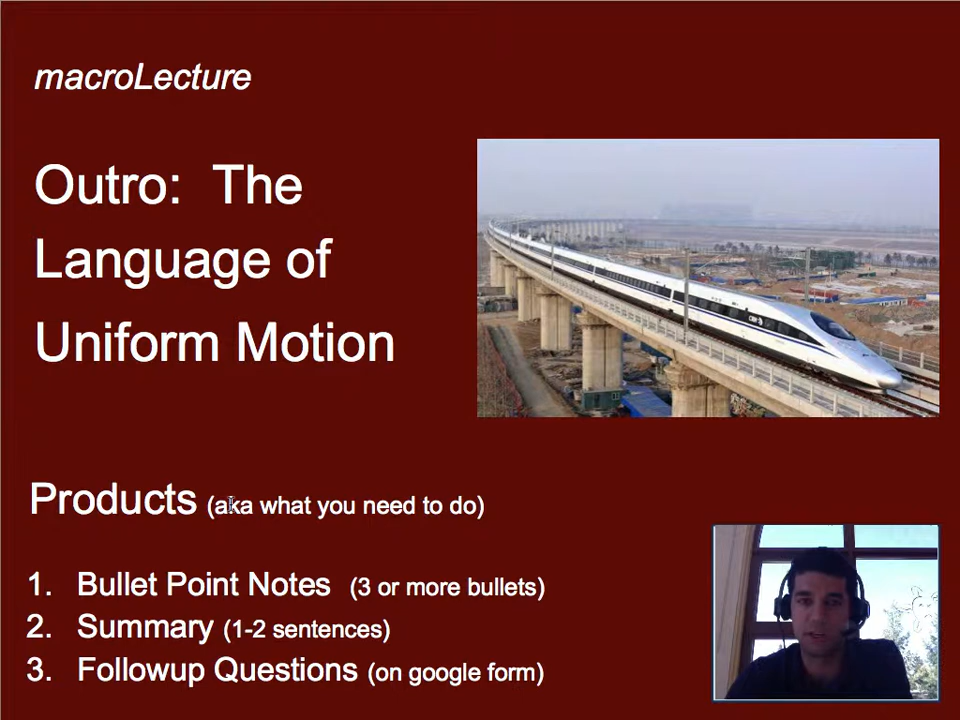 macroLecture
Outro: The
Language of
Uniform Motion
Products (aka what you need to do)
1. Bullet Point Notes (3 or more bullets)
2. Summary (1-2 sentences)
3. Followup Questions (on google form)